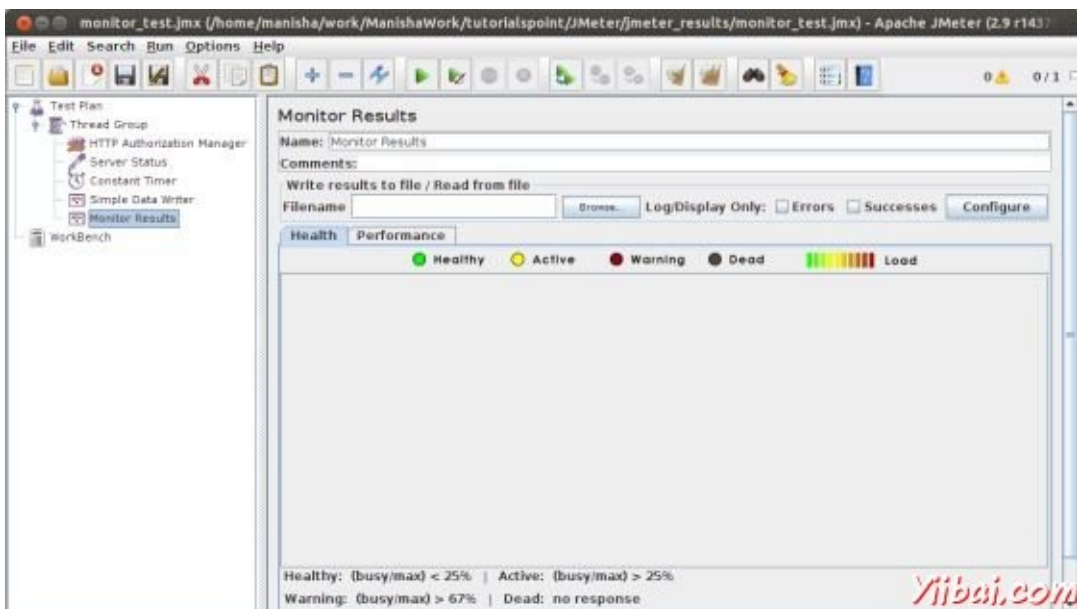 monitor_test.jmx (/home/manisha/work/ManishaWork/tutorialspoint/JMeter/jmeter_results/monitor_test.jmx) - Apache JMeter (2.9 r1437
File Edit Search Run Options Help
0 0/1
Test Plan
Thread Group
HTTP Authorization Manager
Server Status
Constant Timer
Simple Data Writer
Monitor Results
WorkBench
Monitor Results
Name: Monitor Results
Comments:
Write results to file / Read from file
Filename Browse... Log/Display Only: Errors Successes Configure
Health Performance
Healthy Active Warning Dead Load
Healthy: (busy/max) < 25% | Active: (busy/max) > 25%
Warning: (busy/max) > 67% | Dead: no response
Yiibai.com